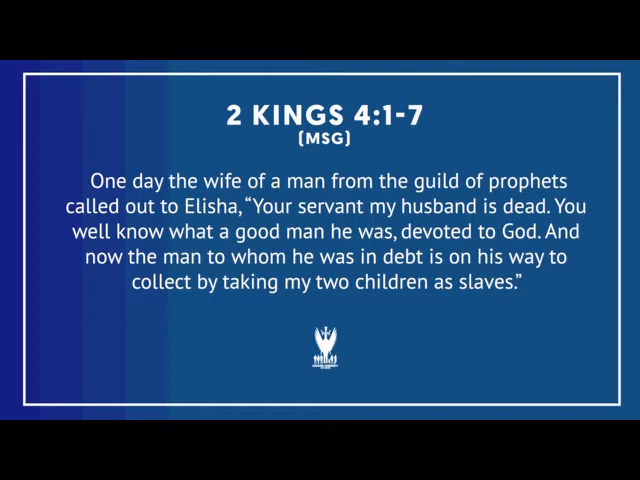 2 KINGS 4:1-7
(MSG)
One day the wife of a man from the guild of prophets
called out to Elisha, “Your servant my husband is dead. You
well know what a good man he was, devoted to God. And
now the man to whom he was in debt is on his way to
collect by taking my two children as slaves.”